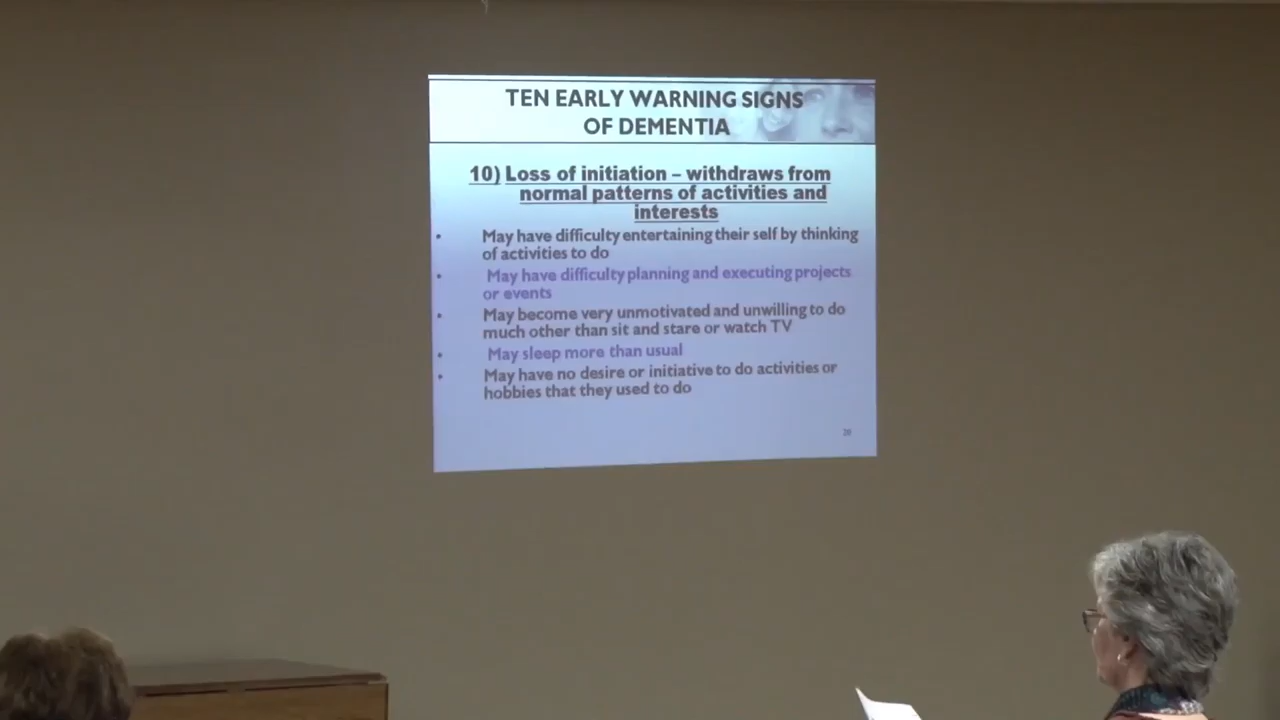 TEN EARLY WARNING SIGNS
OF DEMENTIA
10) Loss of initiation – withdraws from
normal patterns of activities and
interests
• May have difficulty entertaining their self by thinking
of activities to do
• May have difficulty planning and executing projects
or events
• May become very unmotivated and unwilling to do
much other than sit and stare or watch TV
• May sleep more than usual
• May have no desire or initiative to do activities or
hobbies that they used to do
20